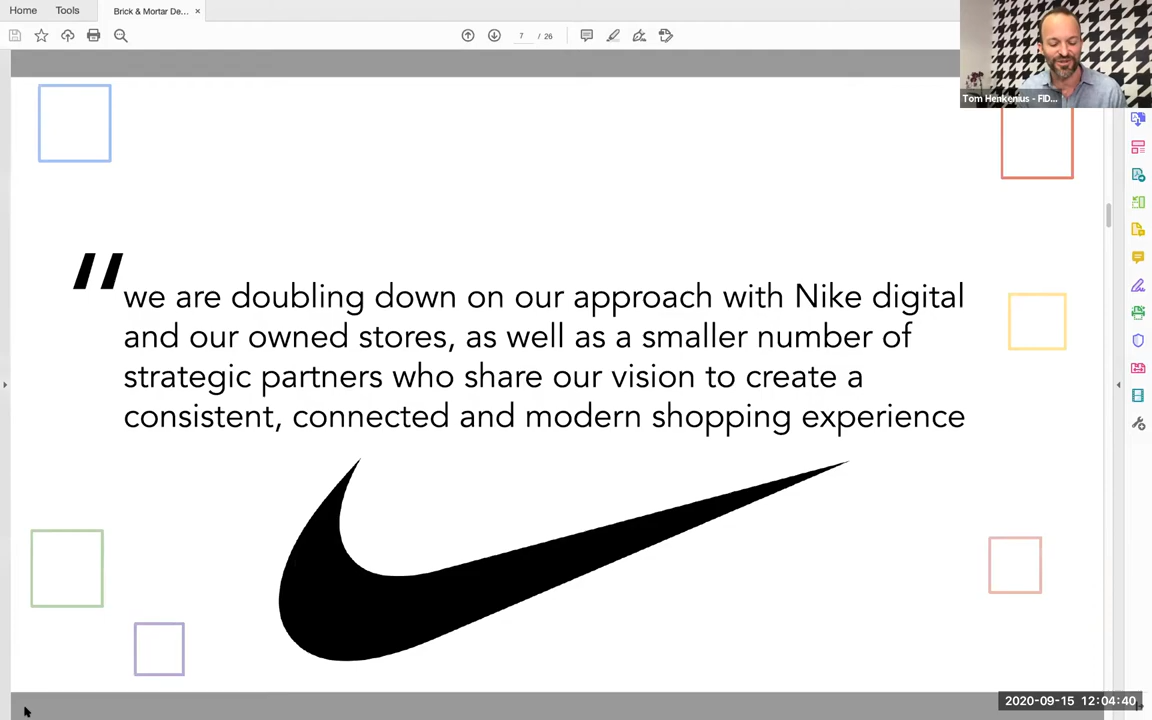 Home Tools Brick & Mortar De... ×
7 / 26
Tom Henkenius - FID...
"we are doubling down on our approach with Nike digital
and our owned stores, as well as a smaller number of
strategic partners who share our vision to create a
consistent, connected and modern shopping experience
2020-09-15 12:04:40